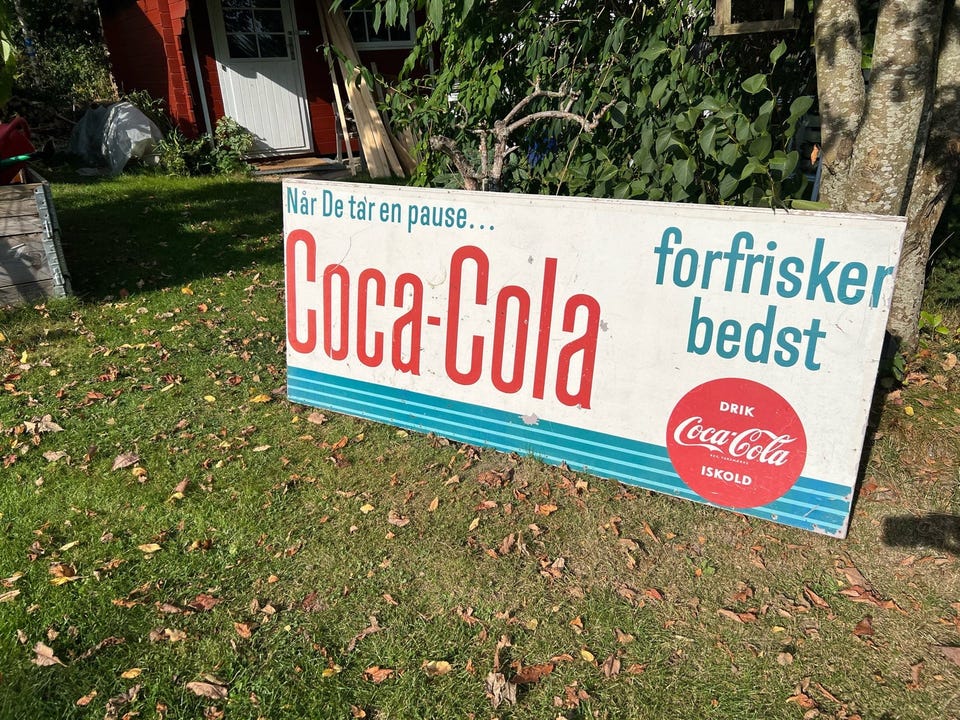 Når De tar en pause...
Coca-Cola
forfrisker
bedst
DRIK
Coca-Cola
ISKOLD